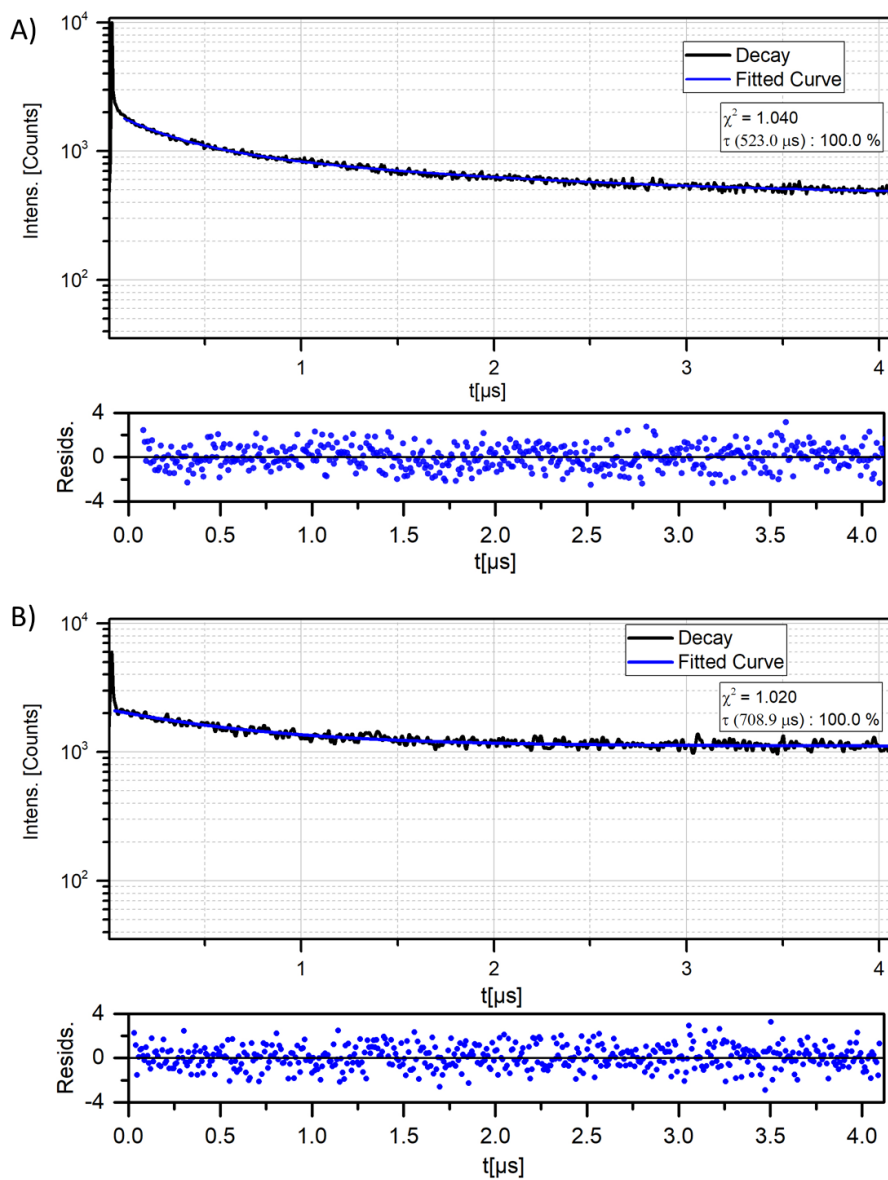 A)
10⁴
10³
10²
Intens. [Counts]
Decay
Fitted Curve
χ² = 1.040
τ (523.0 µs) : 100.0 %
1 2 3 4
t[µs]
4
0
-4
Resids.
0.0 0.5 1.0 1.5 2.0 2.5 3.0 3.5 4.0
t[µs]
B)
10⁴
10³
10²
Intens. [Counts]
Decay
Fitted Curve
χ² = 1.020
τ (708.9 µs) : 100.0 %
1 2 3 4
t[µs]
4
0
-4
Resids.
0.0 0.5 1.0 1.5 2.0 2.5 3.0 3.5 4.0
t[µs]